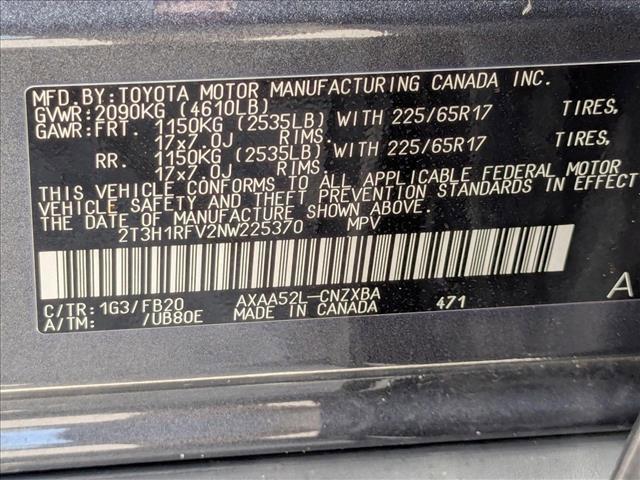 MFD.BY:TOYOTA MOTOR MANUFACTURING CANADA INC.
GVWR:2090KG (4610LB)
GAWR:FRT. 1150KG (2535LB) WITH 225/65R17 TIRES,
17x7.0J RIMS.
RR. 1150KG (2535LB) WITH 225/65R17 TIRES,
17x7.0J RIMS.
THIS VEHICLE CONFORMS TO ALL APPLICABLE FEDERAL MOTOR
VEHICLE SAFETY AND THEFT PREVENTION STANDARDS IN EFFECT ON
THE DATE OF MANUFACTURE SHOWN ABOVE.
2T3H1RFV2NW225370 MPV
C/TR: 1G3/FB20 AXAA52L-CNZXBA 471 A
A/TM: /UB80E MADE IN CANADA